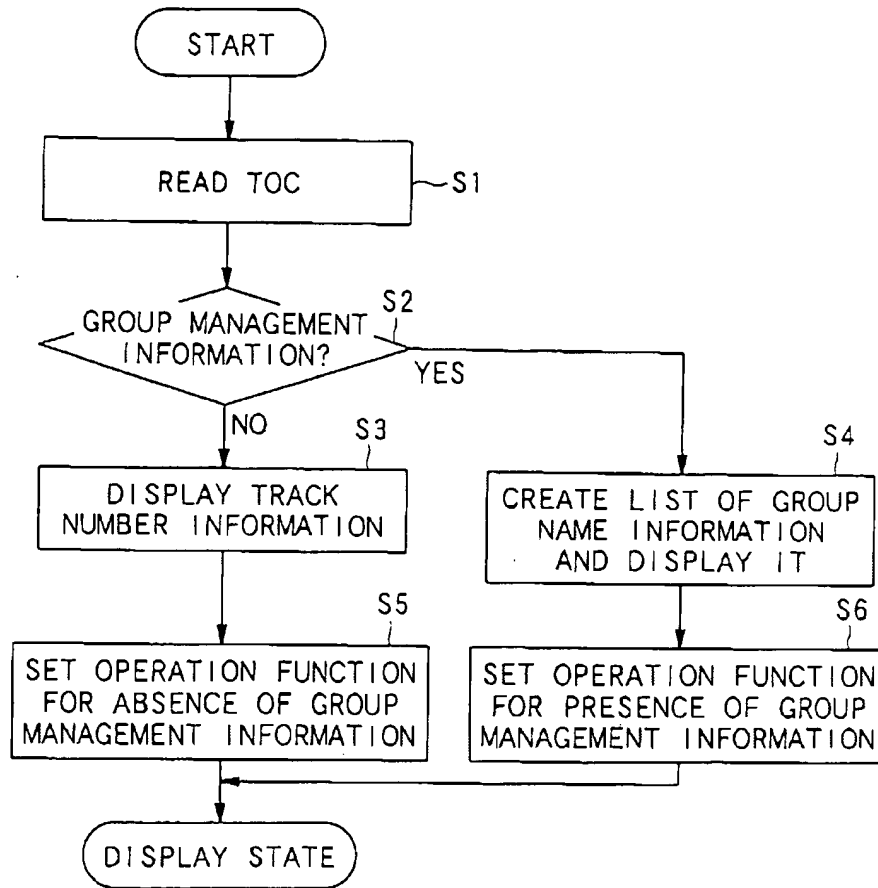 START
READ TOC
S1
S2
GROUP MANAGEMENT
INFORMATION?
YES
NO
S3
DISPLAY TRACK
NUMBER INFORMATION
S4
CREATE LIST OF GROUP
NAME INFORMATION
AND DISPLAY IT
S5
SET OPERATION FUNCTION
FOR ABSENCE OF GROUP
MANAGEMENT INFORMATION
S6
SET OPERATION FUNCTION
FOR PRESENCE OF GROUP
MANAGEMENT INFORMATION
DISPLAY STATE